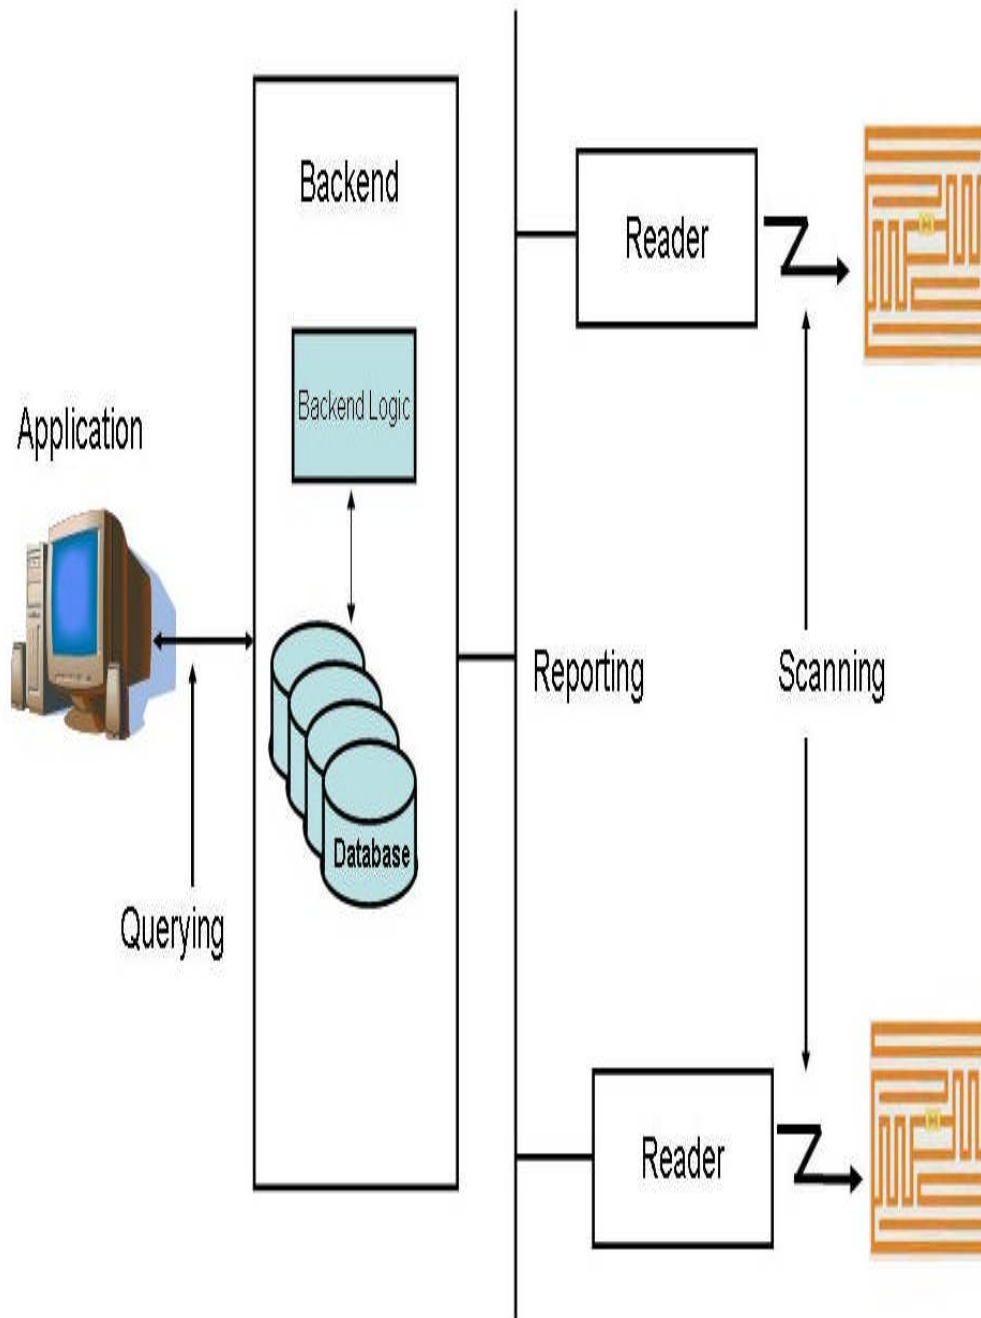 Backend
Reader
Backend Logic
Application
Reporting
Scanning
Database
Querying
Reader